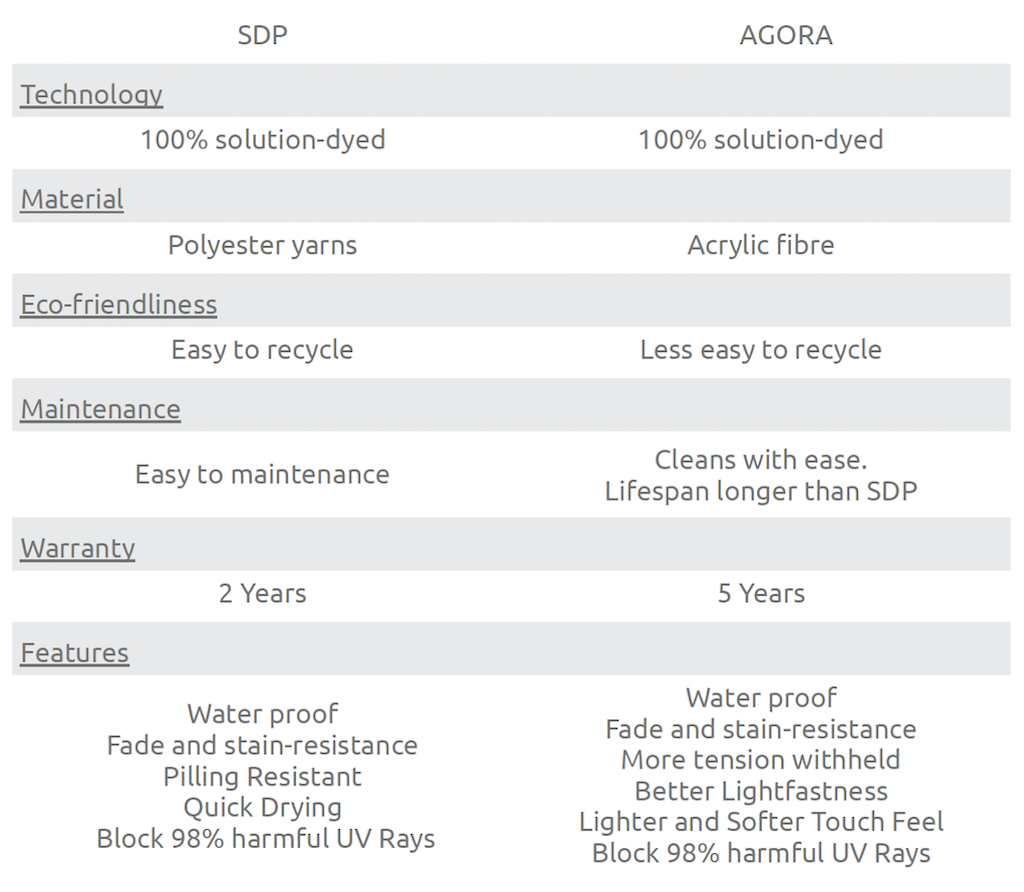 SDP AGORA
Technology
100% solution-dyed 100% solution-dyed
Material
Polyester yarns Acrylic fibre
Eco-friendliness
Easy to recycle Less easy to recycle
Maintenance
Easy to maintenance
Cleans with ease.
Lifespan longer than SDP
Warranty
2 Years 5 Years
Features
Water proof
Fade and stain-resistance
Pilling Resistant
Quick Drying
Block 98% harmful UV Rays
Water proof
Fade and stain-resistance
More tension withheld
Better Lightfastness
Lighter and Softer Touch Feel
Block 98% harmful UV Rays